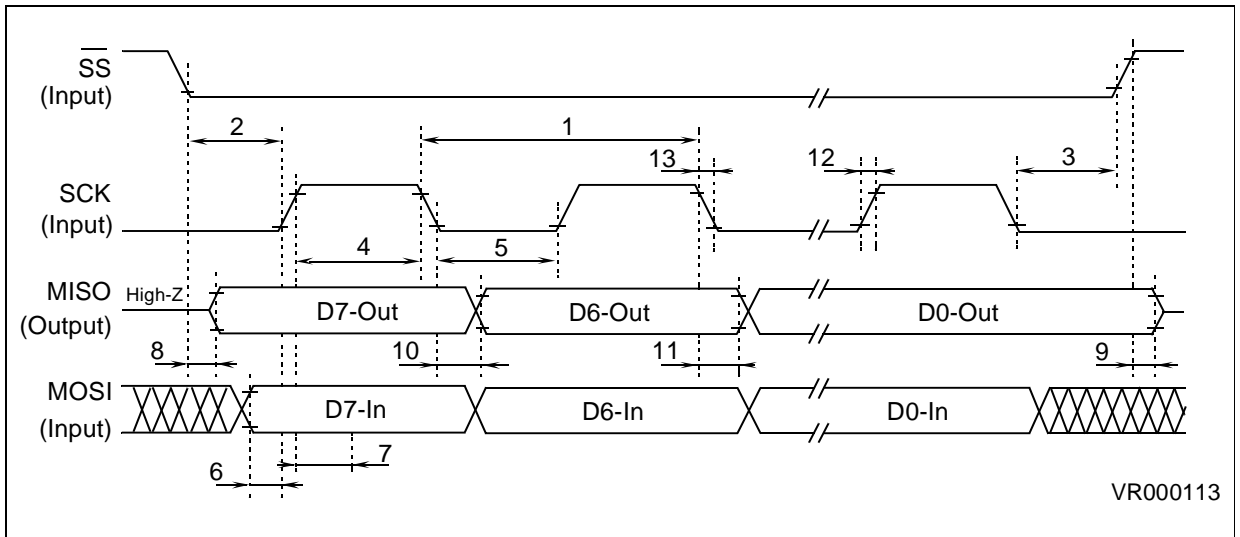 SS
(Input)
2
1
13
12
3
SCK
(Input)
4
5
MISO
High-Z
(Output)
D7-Out
D6-Out
D0-Out
8
10
11
9
MOSI
(Input)
D7-In
D6-In
D0-In
7
6
VR000113